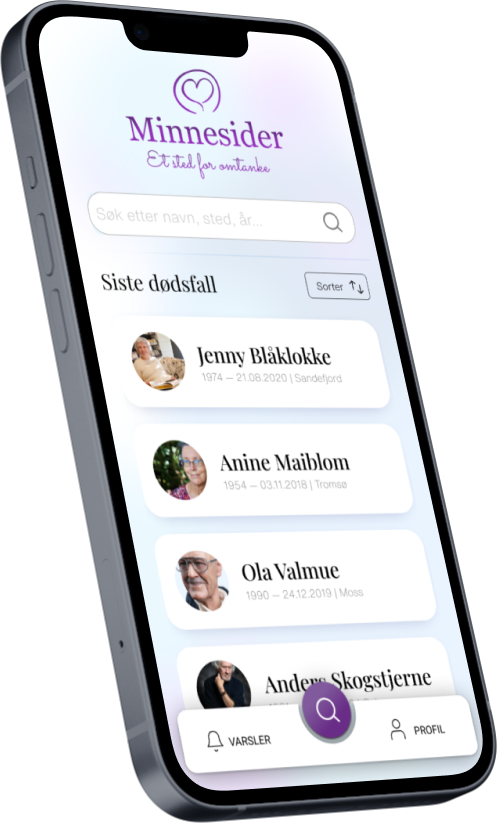 Minnesider
Et sted for omtanke
Søk etter navn, sted, år...
Siste dødsfall
Sorter
Jenny Blåklokke
1974 – 21.08.2020 | Sandefjord
Anine Maiblom
1954 – 03.11.2018 | Tromsø
Ola Valmue
1990 – 24.12.2019 | Moss
Anders Skogstjerne
VARSLER
PROFIL